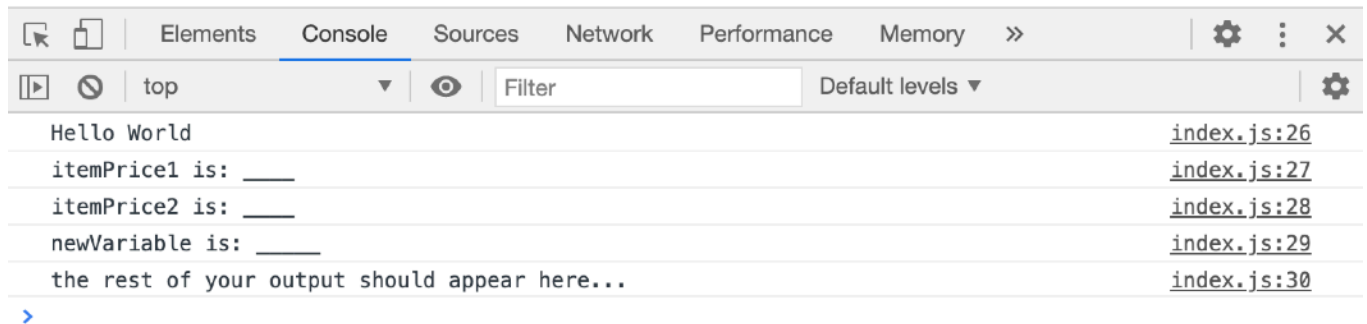 Elements Console Sources Network Performance Memory »
top Filter Default levels ▼
Hello World index.js:26
itemPrice1 is: ____ index.js:27
itemPrice2 is: ____ index.js:28
newVariable is: _____ index.js:29
the rest of your output should appear here... index.js:30
>